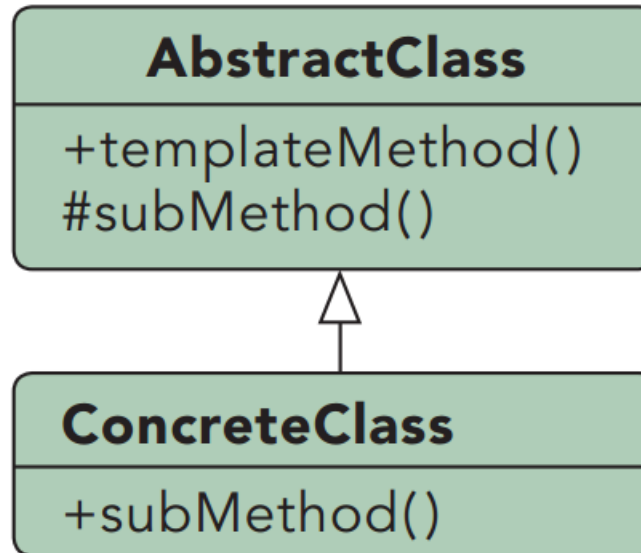 AbstractClass
+templateMethod()
#subMethod()
ConcreteClass
+subMethod()